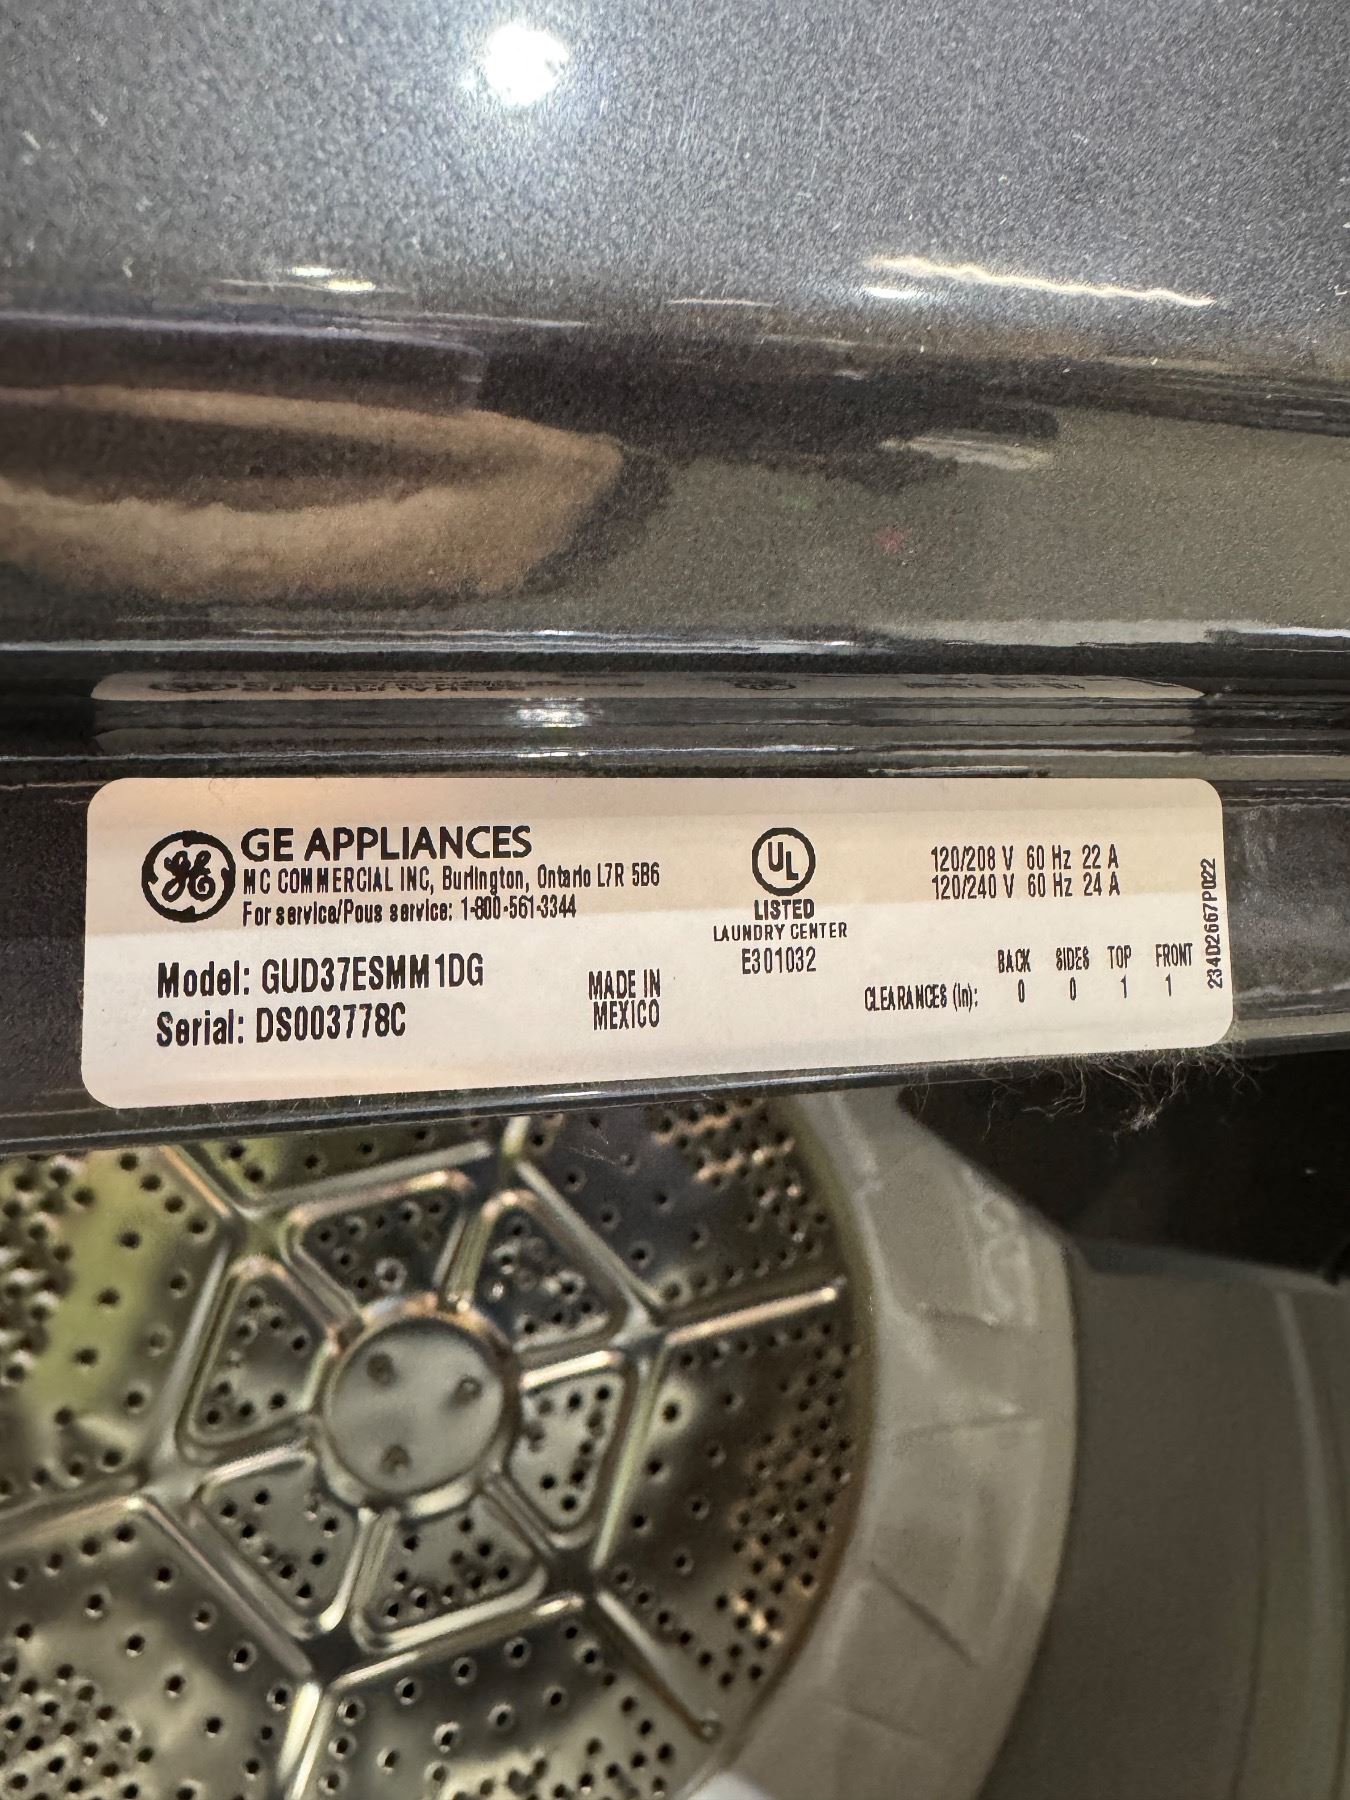 GE APPLIANCES
MC COMMERCIAL INC, Burlington, Ontario L7R 5B6
For service/Pous service: 1-800-561-3344
Model: GUD37ESMM1DG
Serial: DS003778C
MADE IN
MEXICO
UL
LISTED
LAUNDRY CENTER
E301032
120/208 V 60 Hz 22 A
120/240 V 60 Hz 24 A
BACK SIDES TOP FRONT
CLEARANCES (In): 0 0 1 1
234D2667P022